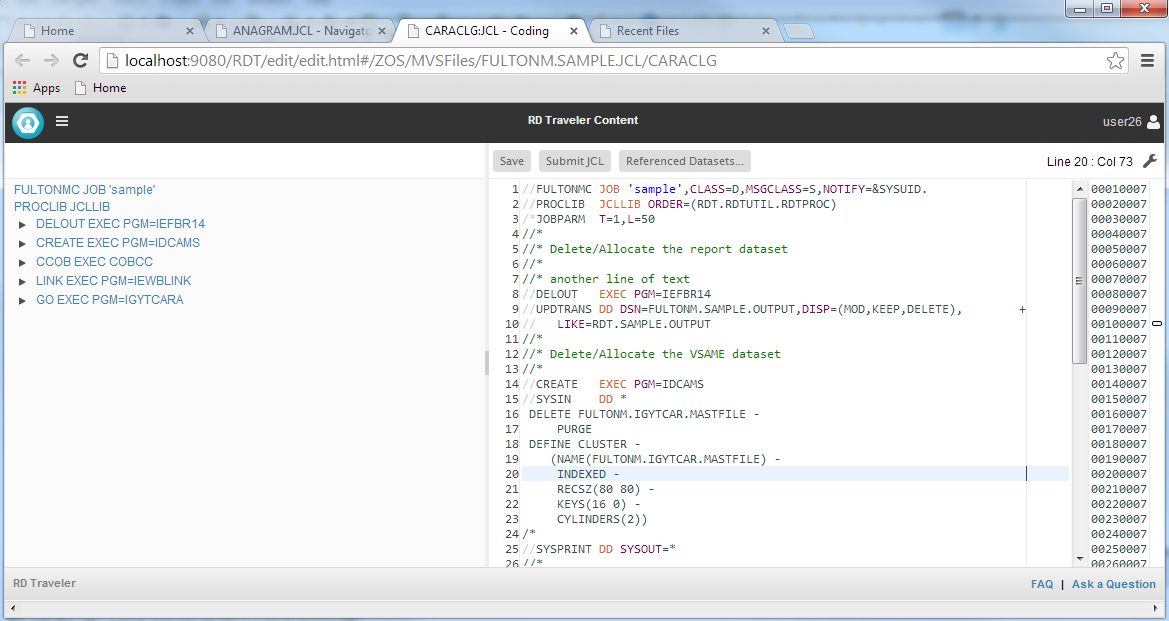 Home
ANAGRAM.JCL - Navigato
CARACLG:JCL - Coding
Recent Files
localhost:9080/RDT/edit/edit.html#/ZOS/MVSFiles/FULTONM.SAMPLE.JCL/CARACLG
Apps Home
RD Traveler Content
user26
Save Submit JCL Referenced Datasets... Line 20 : Col 73
FULTONMC JOB 'sample'
PROCLIB JCLLIB
DELOUT EXEC PGM=IEFBR14
CREATE EXEC PGM=IDCAMS
CCOB EXEC COBCC
LINK EXEC PGM=IEWBLINK
GO EXEC PGM=IGYTCARA
1 //FULTONMC JOB 'sample',CLASS=D,MSGCLASS=S,NOTIFY=&SYSUID. 00010007
2 //PROCLIB  JCLLIB ORDER=(RDT.RDTUTIL.RDTPROC) 00020007
3 /*JOBPARM  T=1,L=50 00030007
4 //* 00040007
5 //* Delete/Allocate the report dataset 00050007
6 //* 00060007
7 //* another line of text 00070007
8 //DELOUT   EXEC PGM=IEFBR14 00080007
9 //UPDTRANS DD DSN=FULTONM.SAMPLE.OUTPUT,DISP=(MOD,KEEP,DELETE), + 00090007
10 //   LIKE=RDT.SAMPLE.OUTPUT 00100007
11 //* 00110007
12 //* Delete/Allocate the VSAME dataset 00120007
13 //* 00130007
14 //CREATE   EXEC PGM=IDCAMS 00140007
15 //SYSIN    DD * 00150007
16  DELETE FULTONM.IGYTCAR.MASTFILE - 00160007
17      PURGE 00170007
18  DEFINE CLUSTER - 00180007
19     (NAME(FULTONM.IGYTCAR.MASTFILE) - 00190007
20      INDEXED - 00200007
21      RECSZ(80 80) - 00210007
22      KEYS(16 0) - 00220007
23      CYLINDERS(2)) 00230007
24 /* 00240007
25 //SYSPRINT DD SYSOUT=* 00250007
26 //* 00260007
RD Traveler
FAQ | Ask a Question